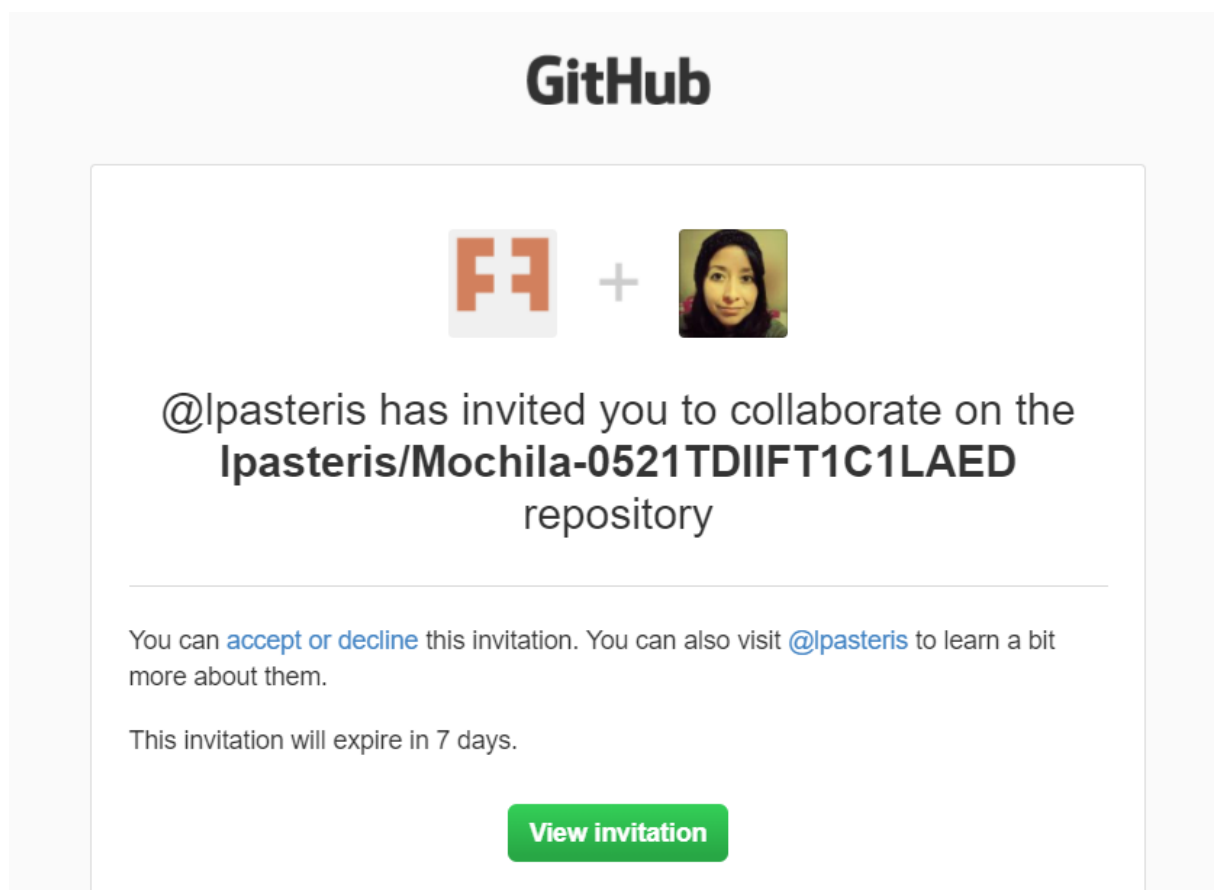 GitHub
@lpasteris has invited you to collaborate on the
lpasteris/Mochila-0521TDIIFT1C1LAED
repository
You can accept or decline this invitation. You can also visit @lpasteris to learn a bit
more about them.
This invitation will expire in 7 days.
View invitation